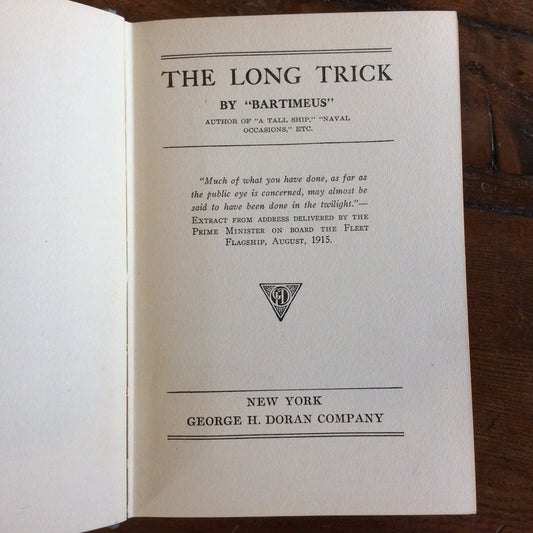 THE LONG TRICK
BY "BARTIMEUS"
AUTHOR OF "A TALL SHIP," "NAVAL
OCCASIONS," ETC.
"Much of what you have done, as far as
the public eye is concerned, may almost be
said to have been done in the twilight."—
EXTRACT FROM ADDRESS DELIVERED BY THE
PRIME MINISTER ON BOARD THE FLEET
FLAGSHIP, AUGUST, 1915.
NEW YORK
GEORGE H. DORAN COMPANY